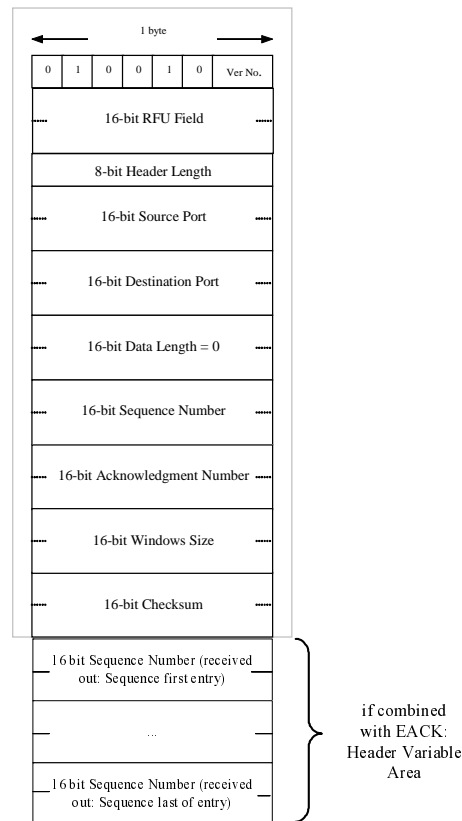 1 byte
0 1 0 0 1 0 Ver No.
16-bit RFU Field
8-bit Header Length
16-bit Source Port
16-bit Destination Port
16-bit Data Length = 0
16-bit Sequence Number
16-bit Acknowledgment Number
16-bit Windows Size
16-bit Checksum
16 bit Sequence Number (received
out: Sequence first entry)
...
16 bit Sequence Number (received
out: Sequence last of entry)
if combined
with EACK:
Header Variable
Area